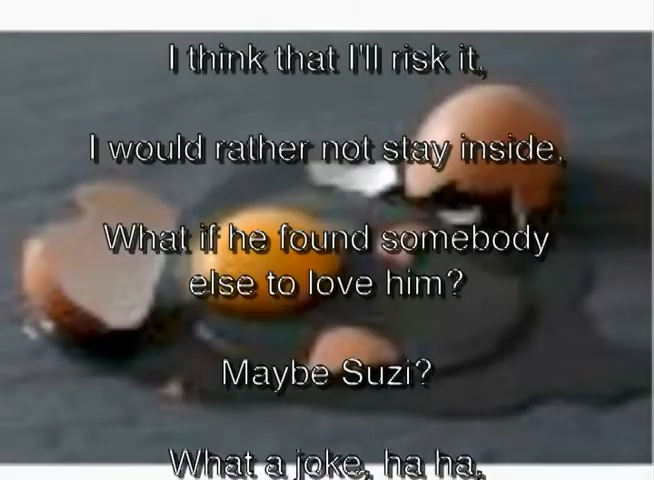 I think that I'll risk it,
I would rather not stay inside.
What if he found somebody
else to love him?
Maybe Suzi?
What a joke, ha ha,